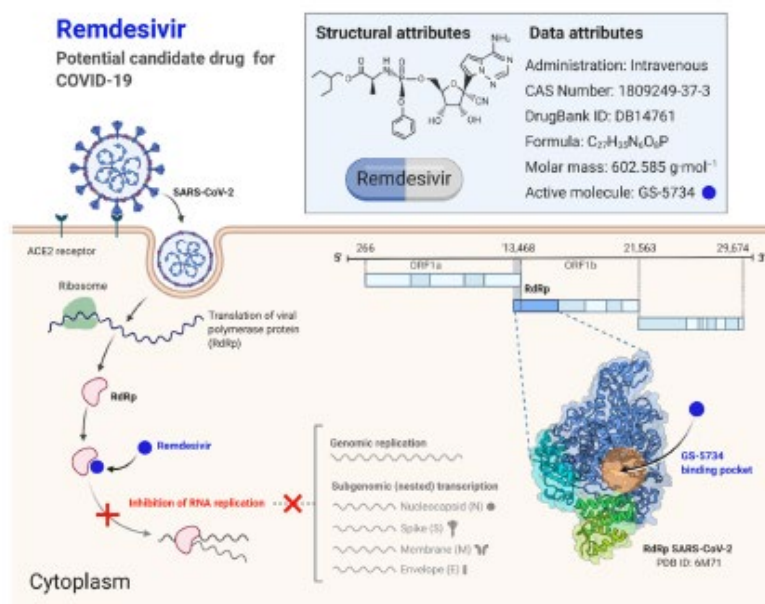 Remdesivir
Potential candidate drug for
COVID-19
Structural attributes
NH₂
N
N
N
O
H
N
O
P
O
O
O
CN
HO
OH
Remdesivir
Data attributes
Administration: Intravenous
CAS Number: 1809249-37-3
DrugBank ID: DB14761
Formula: C₂₇H₃₅N₆O₈P
Molar mass: 602.585 g·mol⁻¹
Active molecule: GS-5734
SARS-CoV-2
ACE2 receptor
Ribosome
Translation of viral
polymerase protein
(RdRp)
RdRp
Remdesivir
Inhibition of RNA replication
Cytoplasm
266
13,468
21,563
29,674
5'
3'
ORF1a
ORF1b
RdRp
Genomic replication
Subgenomic (nested) transcription
Nucleocapsid (N)
Spike (S)
Membrane (M)
Envelope (E)
GS-5734
binding pocket
RdRp SARS-CoV-2
PDB ID: 6M71